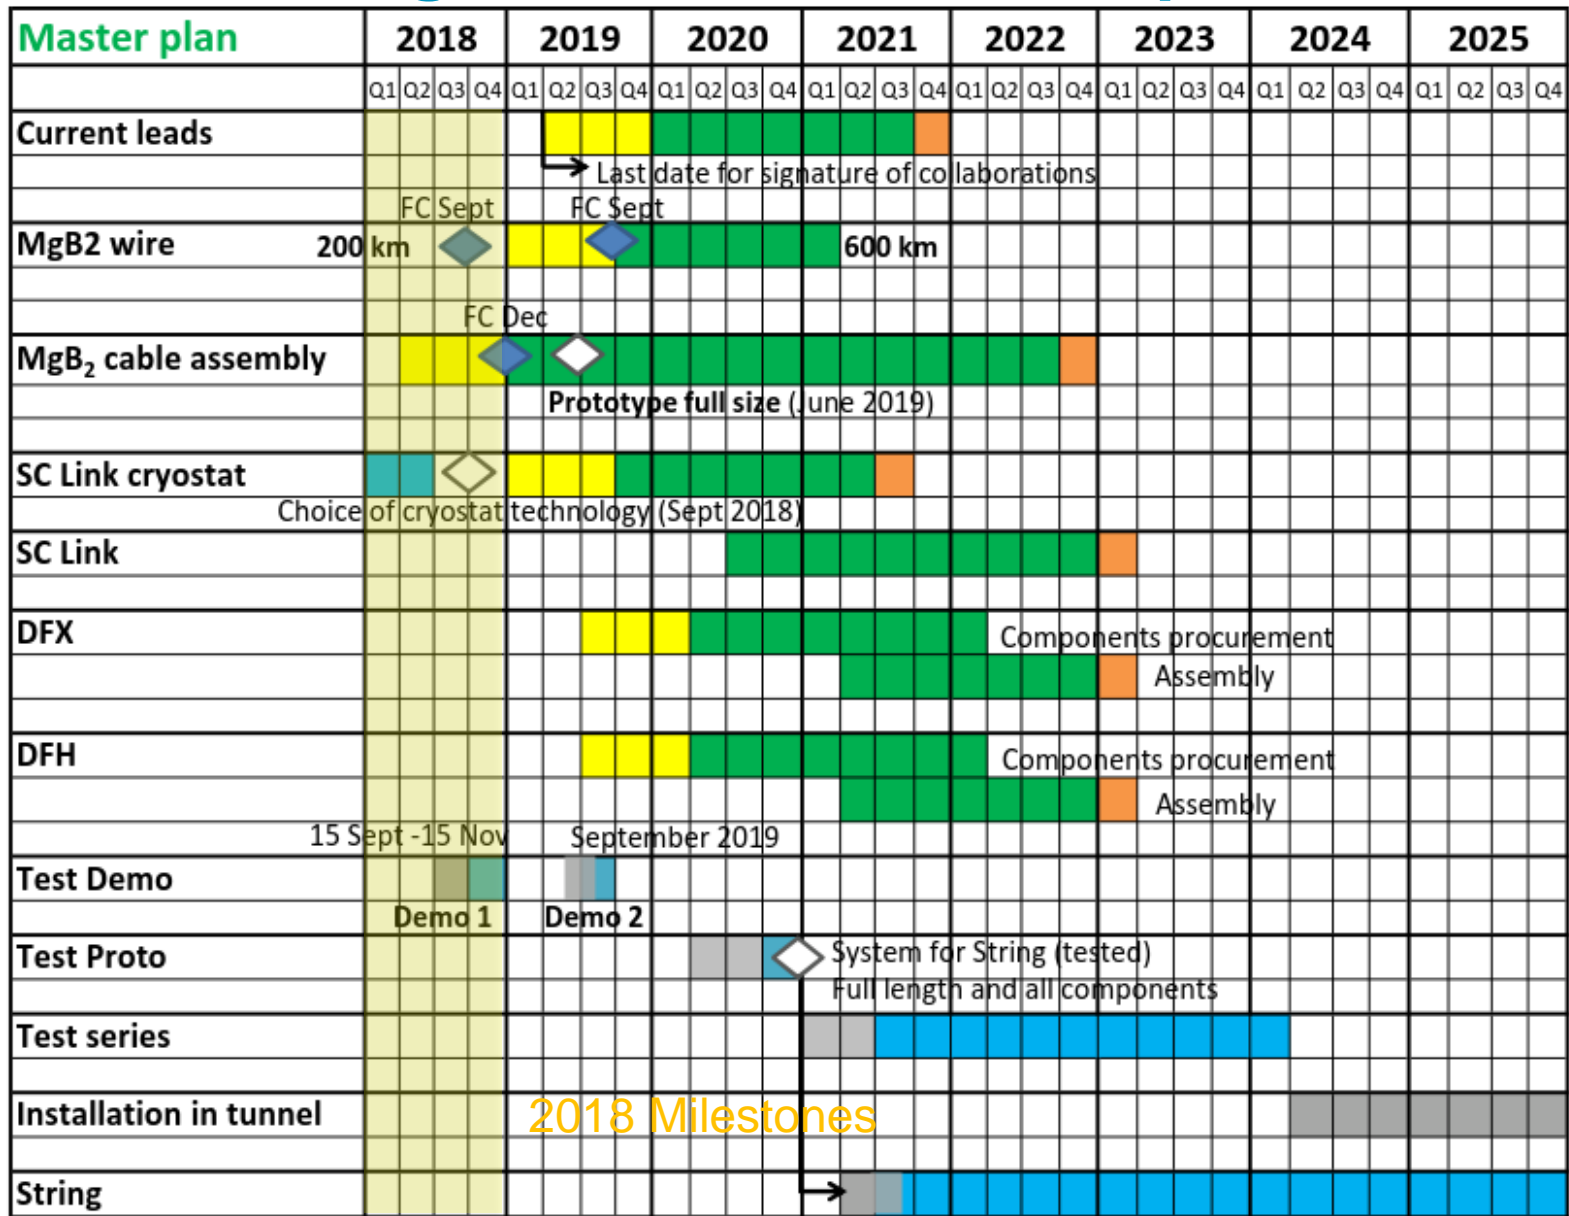 Master plan 2018 2019 2020 2021 2022 2023 2024 2025
Q1 Q2 Q3 Q4 Q1 Q2 Q3 Q4 Q1 Q2 Q3 Q4 Q1 Q2 Q3 Q4 Q1 Q2 Q3 Q4 Q1 Q2 Q3 Q4 Q1 Q2 Q3 Q4 Q1 Q2 Q3 Q4
Current leads
Last date for signature of collaborations
FC Sept FC Sept
MgB2 wire 200 km 600 km
FC Dec
MgB₂ cable assembly
Prototype full size (June 2019)
SC Link cryostat
Choice of cryostat technology (Sept 2018)
SC Link
DFX Components procurement
Assembly
DFH Components procurement
Assembly
15 Sept -15 Nov September 2019
Test Demo
Demo 1 Demo 2
Test Proto System for String (tested)
Full length and all components
Test series
Installation in tunnel 2018 Milestones
String